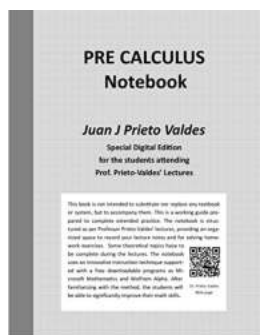 PRE CALCULUS
Notebook
Juan J Prieto Valdes
Special Digital Edition
for the students attending
Prof. Prieto-Valdes' Lectures
This book is not intended to substitute nor replace any textbook
or system, but to accompany them. This is a working guide pre-
pared to complete extended practice. The notebook is struc-
tured as per Professor Prieto Valdes' lectures, providing an orga-
nized space to record your lecture notes and for solving home-
work exercises. Some theoretical topics have to
be complete during the lectures. The notebook
uses an innovative instruction technique support-
ed with a free downloadable programs as Mi-
crosoft Mathematics and Wolfram Alpha. After
familiarizing with the method, the students will
be able to significantly improve their math skills.
Dr. Prieto Valdes
Web page